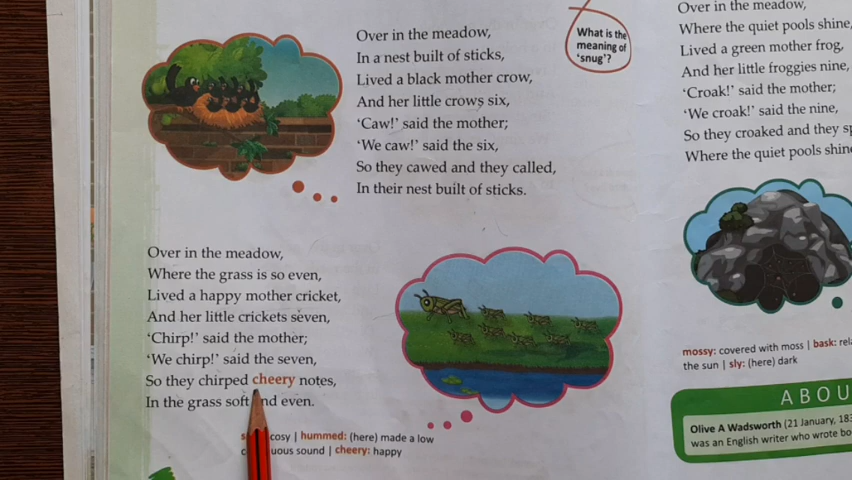 Over in the meadow,
In a nest built of sticks,
Lived a black mother crow,
And her little crows six,
‘Caw!’ said the mother;
‘We caw!’ said the six,
So they cawed and they called,
In their nest built of sticks.
What is the
meaning of
‘snug’?
Over in the meadow,
Where the grass is so even,
Lived a happy mother cricket,
And her little crickets seven,
‘Chirp!’ said the mother;
‘We chirp!’ said the seven,
So they chirped cheery notes,
In the grass soft and even.
cosy | hummed: (here) made a low
sound | cheery: happy
Over in the meadow,
Where the quiet pools shine,
Lived a green mother frog,
And her little froggies nine,
‘Croak!’ said the mother;
‘We croak!’ said the nine,
So they croaked and they
Where the quiet pools shine
mossy: covered with moss | bask:
the sun | sly: (here) dark
Olive A Wadsworth (21 January,
was an English writer who wrote